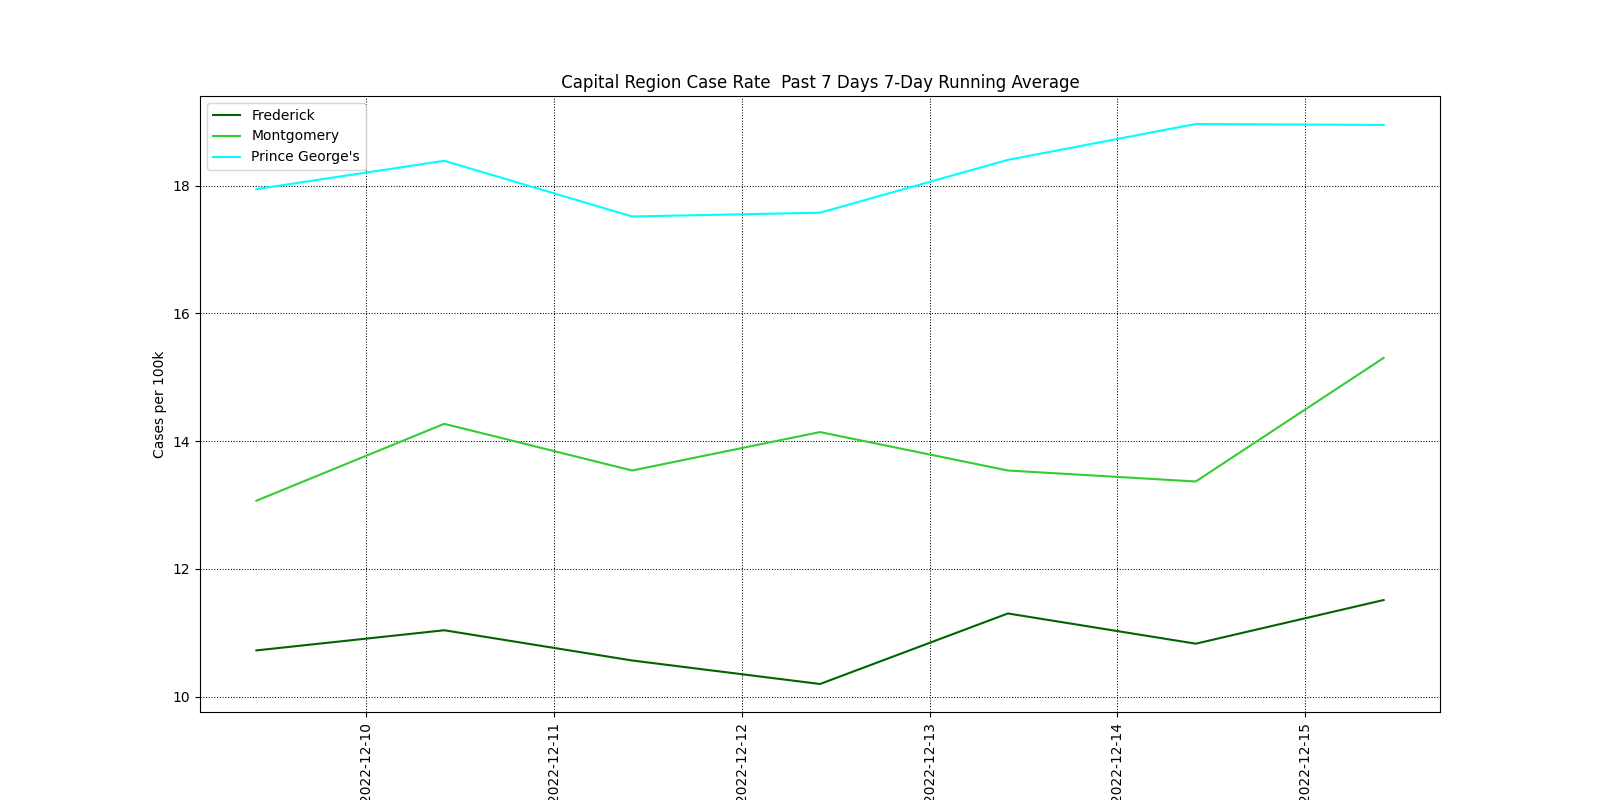 Capital Region Case Rate  Past 7 Days 7-Day Running Average
Frederick
Montgomery
Prince George's
18
16
14
12
10
Cases per 100k
2022-12-10
2022-12-11
2022-12-12
2022-12-13
2022-12-14
2022-12-15